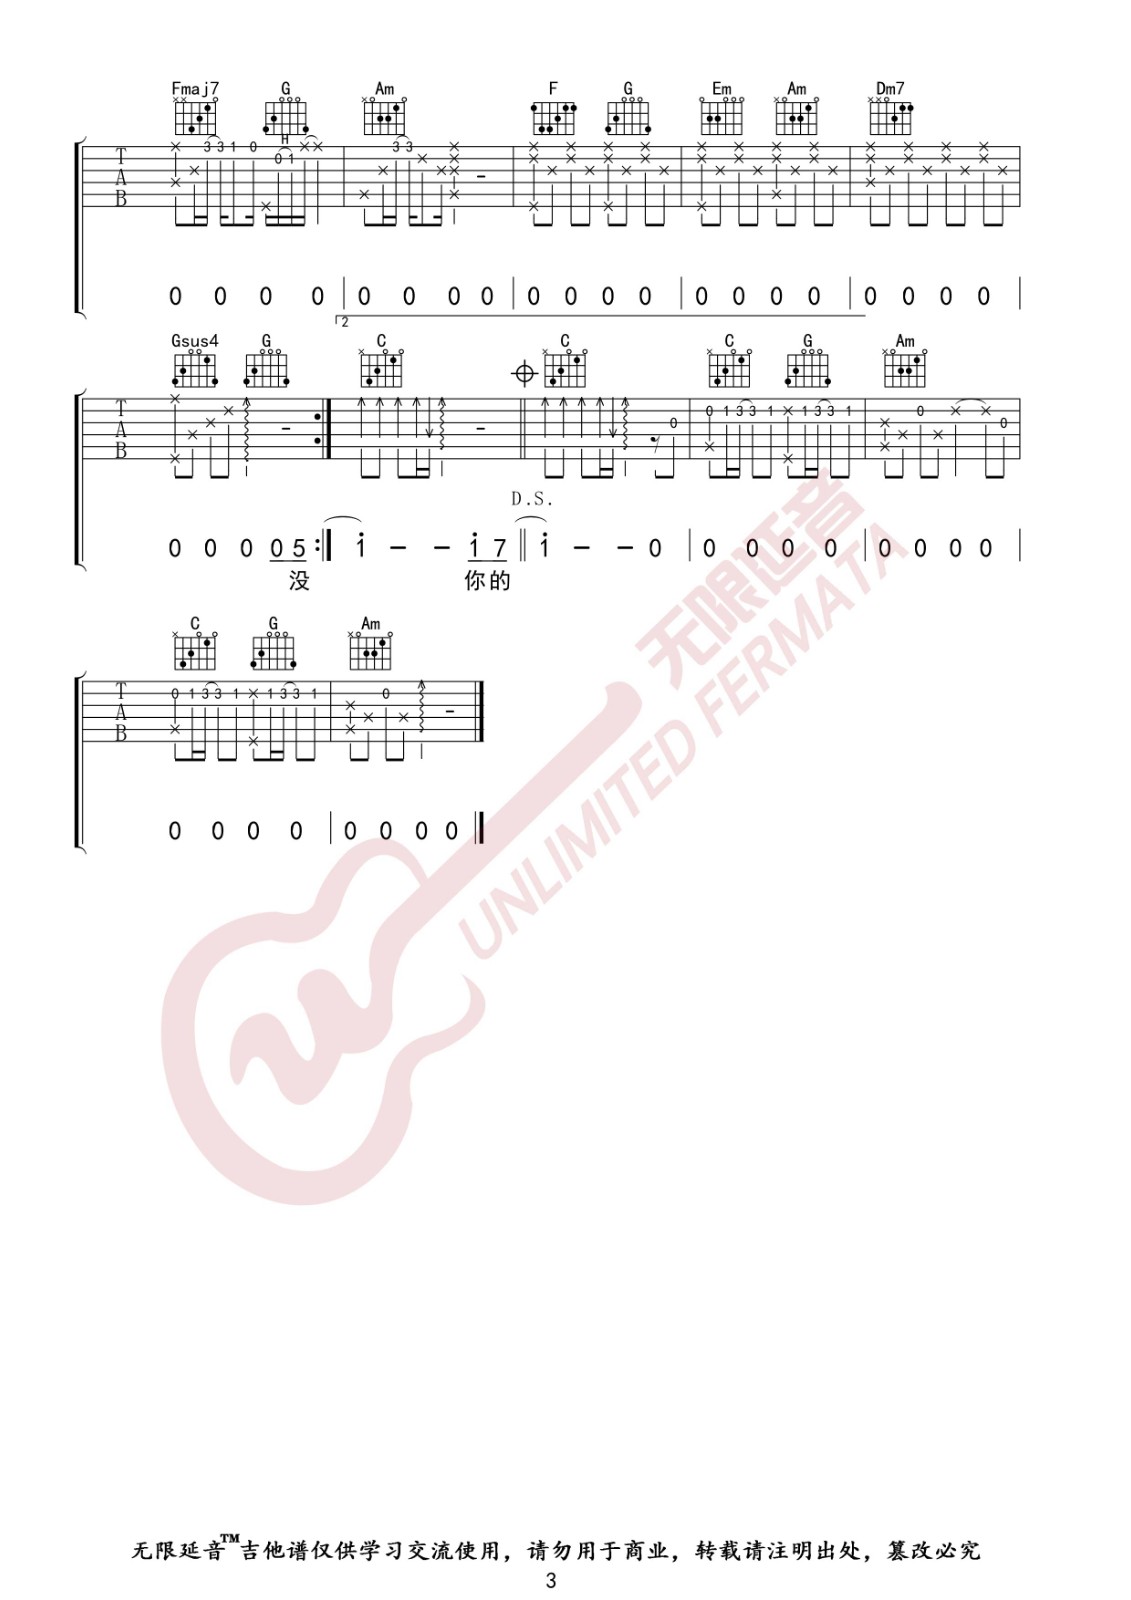 Fmaj7 G Am F G Em Am Dm7
H
3 3 1 0 0 1 3 3
T
A
B
0 0 0 0 0 0 0 0 0 0 0 0 0 0 0 0 0 0 0 0
2
Gsus4 G C C C G Am
0 0 1 3 3 1 1 3 3 1 0 0
T
A
B
D.S.
0 0 0 0 5 : 1 – – 1 7 1 – – 0 0 0 0 0 0 0 0 0
没 你的
C G Am
0 1 3 3 1 1 3 3 1 0
T
A
B
0 0 0 0 0 0 0 0
无限延音
UNLIMITED FERMATA
无限延音™吉他谱仅供学习交流使用，请勿用于商业，转载请注明出处，篡改必究
3